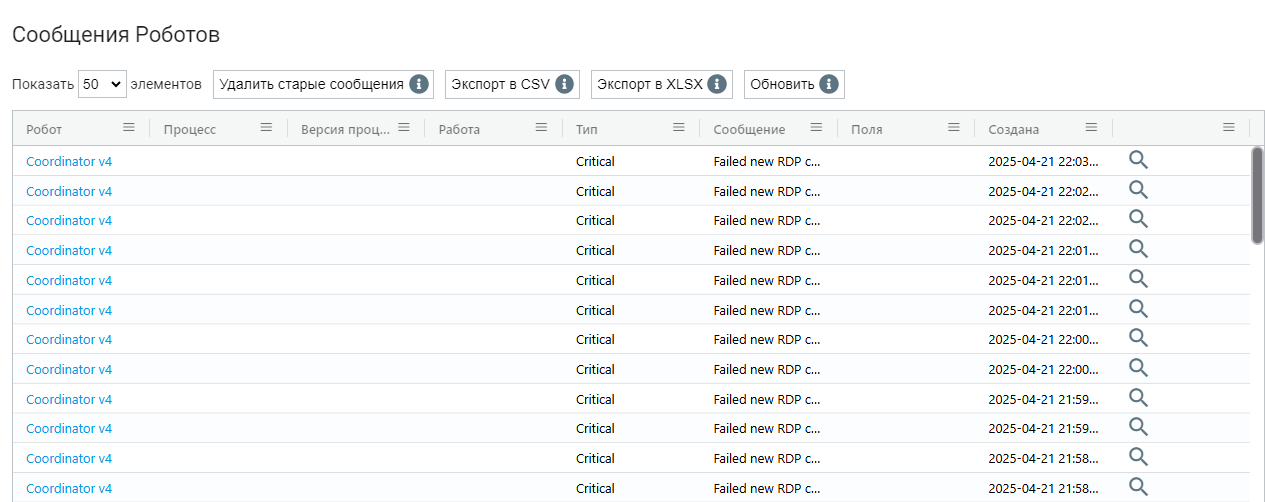 Сообщения Роботов
Показать 50 элементов Удалить старые сообщения Экспорт в CSV Экспорт в XLSX Обновить
Робот Процесс Версия проц... Работа Тип Сообщение Поля Создана
Coordinator v4 Critical Failed new RDP c... 2025-04-21 22:03...
Coordinator v4 Critical Failed new RDP c... 2025-04-21 22:02...
Coordinator v4 Critical Failed new RDP c... 2025-04-21 22:02...
Coordinator v4 Critical Failed new RDP c... 2025-04-21 22:01...
Coordinator v4 Critical Failed new RDP c... 2025-04-21 22:01...
Coordinator v4 Critical Failed new RDP c... 2025-04-21 22:01...
Coordinator v4 Critical Failed new RDP c... 2025-04-21 22:00...
Coordinator v4 Critical Failed new RDP c... 2025-04-21 22:00...
Coordinator v4 Critical Failed new RDP c... 2025-04-21 21:59...
Coordinator v4 Critical Failed new RDP c... 2025-04-21 21:59...
Coordinator v4 Critical Failed new RDP c... 2025-04-21 21:58...
Coordinator v4 Critical Failed new RDP c... 2025-04-21 21:58...